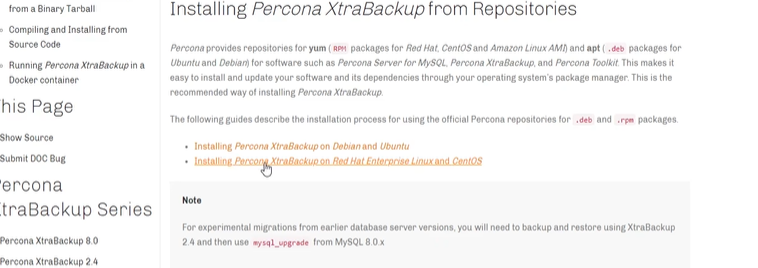 from a Binary Tarball
Compiling and Installing from
Source Code
Running Percona XtraBackup in a
Docker container
his Page
Show Source
Submit DOC Bug
ercona
traBackup Series
Percona XtraBackup 8.0
Percona XtraBackup 2.4
Installing Percona XtraBackup from Repositories
Percona provides repositories for yum (RPM packages for Red Hat, CentOS and Amazon Linux AMI) and apt (.deb packages for
Ubuntu and Debian) for software such as Percona Server for MySQL, Percona XtraBackup, and Percona Toolkit. This makes it
easy to install and update your software and its dependencies through your operating system's package manager. This is the
recommended way of installing Percona XtraBackup.
The following guides describe the installation process for using the official Percona repositories for .deb and .rpm packages.
Installing Percona XtraBackup on Debian and Ubuntu
Installing Percona XtraBackup on Red Hat Enterprise Linux and CentOS
Note
For experimental migrations from earlier database server versions, you will need to backup and restore using XtraBackup
2.4 and then use mysql_upgrade from MySQL 8.0.x